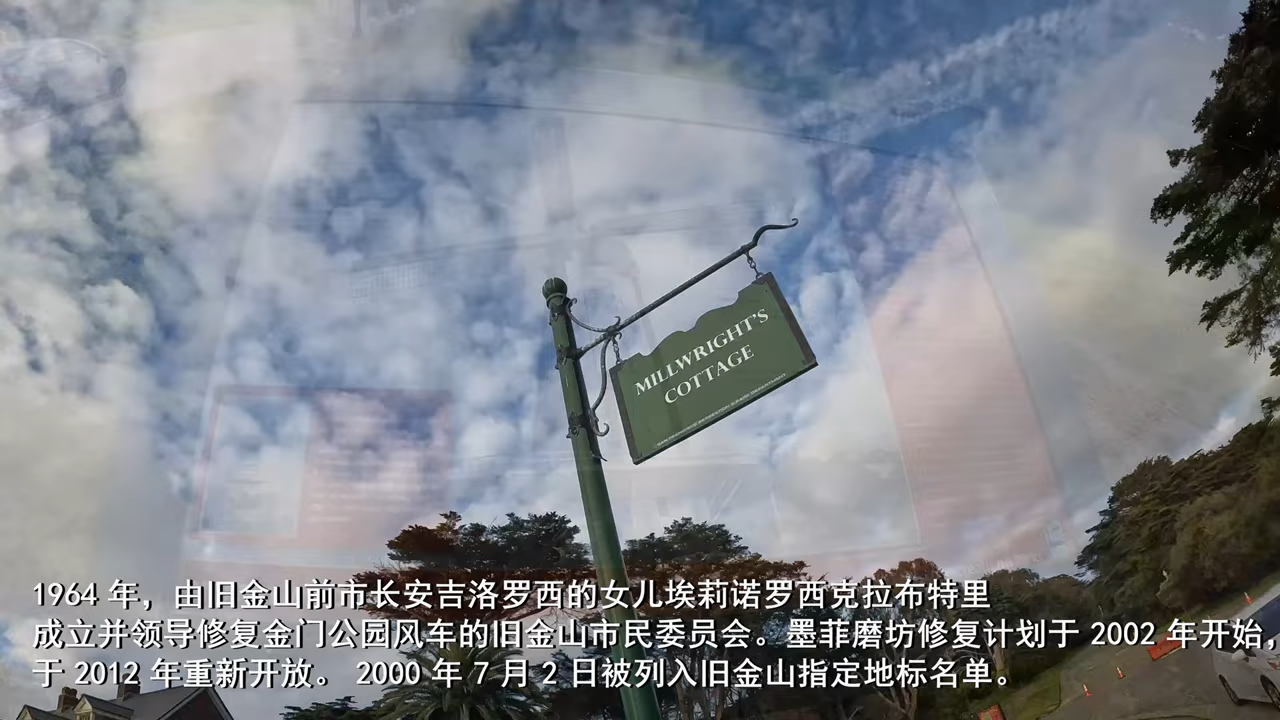 MILLWRIGHT'S
COTTAGE
1964 年，由旧金山前市长安吉洛罗西的女儿埃莉诺罗西克拉布特里
成立并领导修复金门公园风车的旧金山市民委员会。墨菲磨坊修复计划于 2002 年开始，
于 2012 年重新开放。 2000 年 7 月 2 日被列入旧金山指定地标名单。